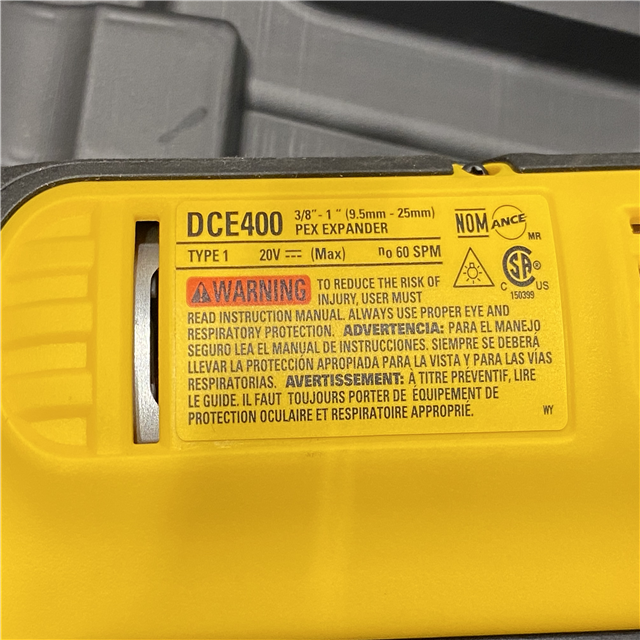 DCE400 3/8"- 1 " (9.5mm - 25mm)
PEX EXPANDER
NOM ANCE® MR
TYPE 1 20V (Max) n0 60 SPM
C SA® US
150399
WARNING TO REDUCE THE RISK OF
INJURY, USER MUST
READ INSTRUCTION MANUAL. ALWAYS USE PROPER EYE AND
RESPIRATORY PROTECTION. ADVERTENCIA: PARA EL MANEJO
SEGURO LEA EL MANUAL DE INSTRUCCIONES. SIEMPRE SE DEBERÁ
LLEVAR LA PROTECCIÓN APROPIADA PARA LA VISTA Y PARA LAS VÍAS
RESPIRATORIAS. AVERTISSEMENT: À TITRE PRÉVENTIF, LIRE
LE GUIDE. IL FAUT TOUJOURS PORTER DE ÉQUIPEMENT DE
PROTECTION OCULAIRE ET RESPIRATOIRE APPROPRIÉ. WY